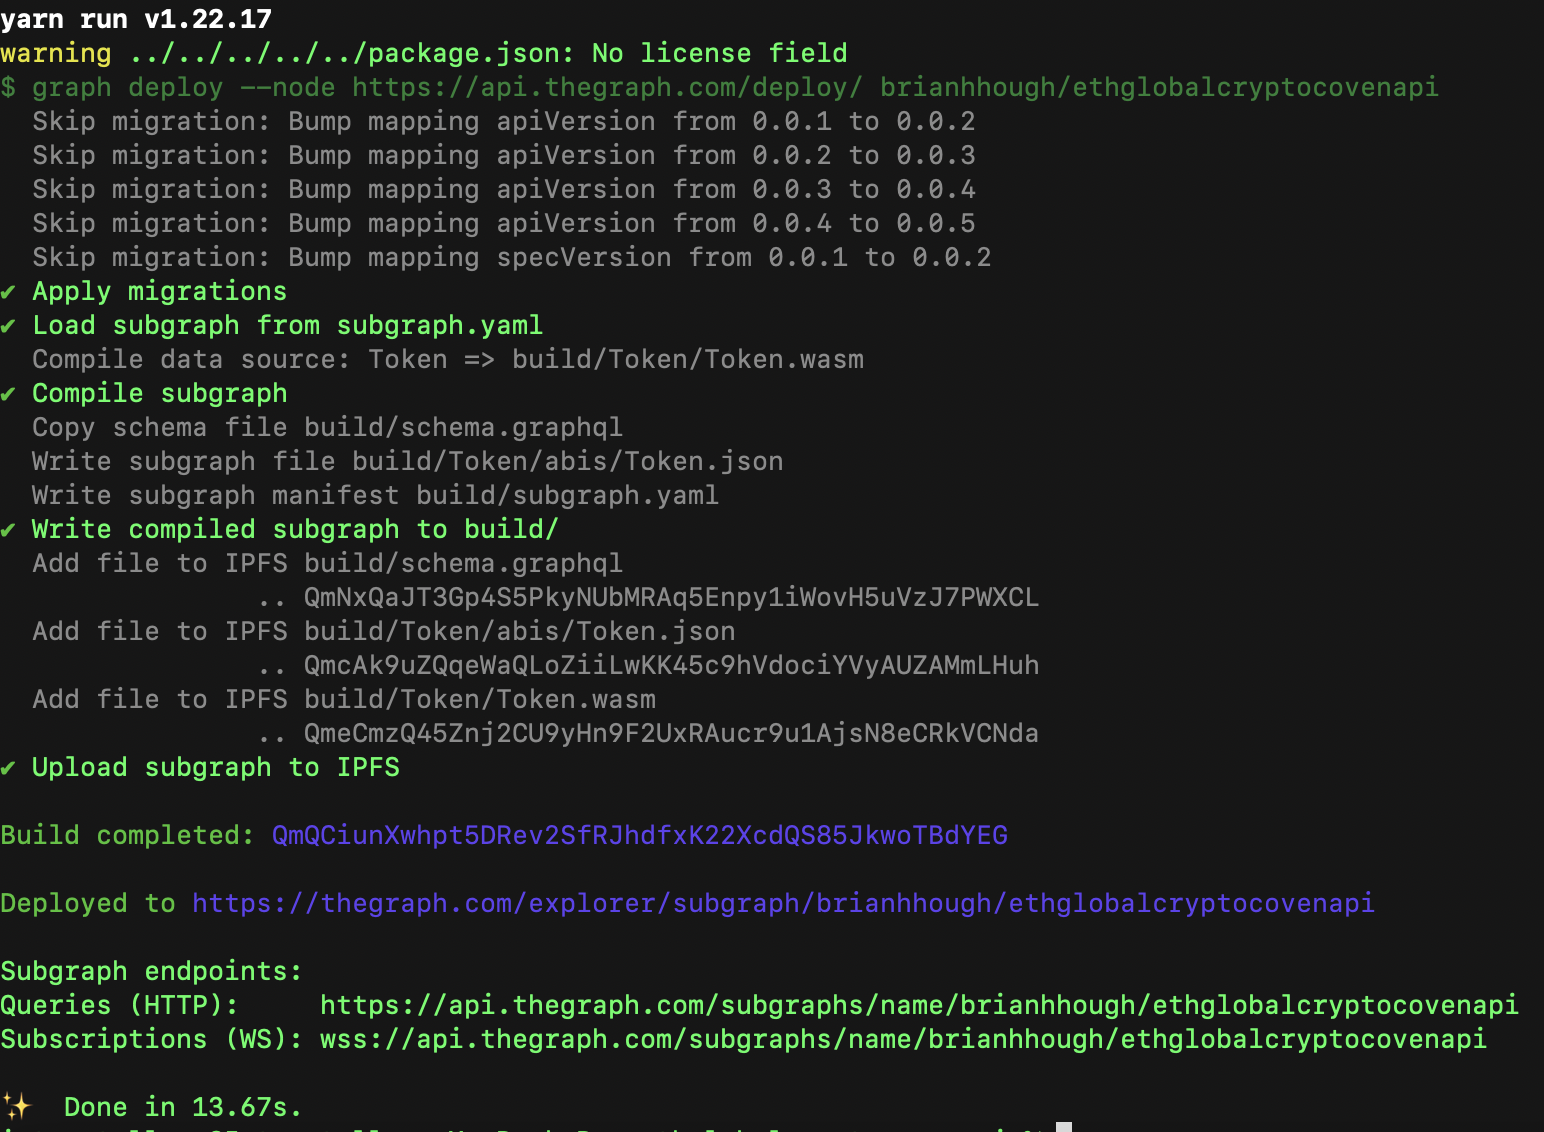 yarn run v1.22.17
warning ../../../../../package.json: No license field
$ graph deploy --node https://api.thegraph.com/deploy/ brianhhough/ethglobalcryptocovenapi
Skip migration: Bump mapping apiVersion from 0.0.1 to 0.0.2
Skip migration: Bump mapping apiVersion from 0.0.2 to 0.0.3
Skip migration: Bump mapping apiVersion from 0.0.3 to 0.0.4
Skip migration: Bump mapping apiVersion from 0.0.4 to 0.0.5
Skip migration: Bump mapping specVersion from 0.0.1 to 0.0.2
✔ Apply migrations
✔ Load subgraph from subgraph.yaml
Compile data source: Token => build/Token/Token.wasm
✔ Compile subgraph
Copy schema file build/schema.graphql
Write subgraph file build/Token/abis/Token.json
Write subgraph manifest build/subgraph.yaml
✔ Write compiled subgraph to build/
Add file to IPFS build/schema.graphql
.. QmNxQaJT3Gp4S5PkyNUbMRAq5Enpy1iWovH5uVzJ7PWXCL
Add file to IPFS build/Token/abis/Token.json
.. QmcAk9uZQqeWaQLoZiiLwKK45c9hVdociYVyAUZAMmLHuh
Add file to IPFS build/Token/Token.wasm
.. QmeCmzQ45Znj2CU9yHn9F2UxRAucr9u1AjsN8eCRkVCNda
✔ Upload subgraph to IPFS
Build completed: QmQCiunXwhpt5DRev2SfRJhdfxK22XcdQS85JkwoTBdYEG
Deployed to https://thegraph.com/explorer/subgraph/brianhhough/ethglobalcryptocovenapi
Subgraph endpoints:
Queries (HTTP): https://api.thegraph.com/subgraphs/name/brianhhough/ethglobalcryptocovenapi
Subscriptions (WS): wss://api.thegraph.com/subgraphs/name/brianhhough/ethglobalcryptocovenapi
✨ Done in 13.67s.